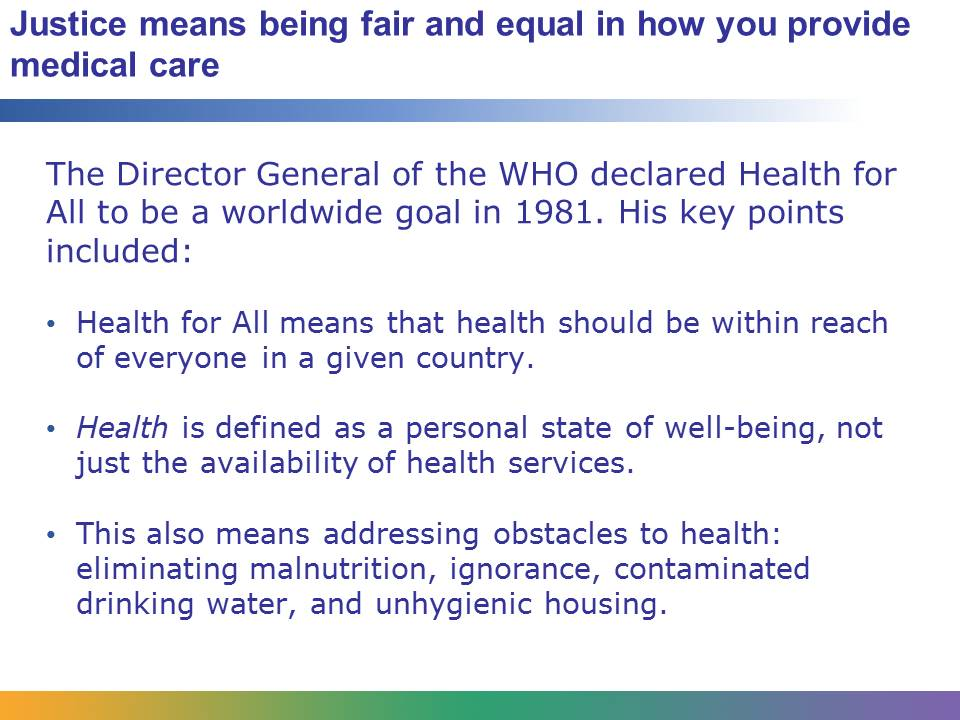 Justice means being fair and equal in how you provide
medical care
The Director General of the WHO declared Health for
All to be a worldwide goal in 1981. His key points
included:
• Health for All means that health should be within reach
of everyone in a given country.
• Health is defined as a personal state of well-being, not
just the availability of health services.
• This also means addressing obstacles to health:
eliminating malnutrition, ignorance, contaminated
drinking water, and unhygienic housing.